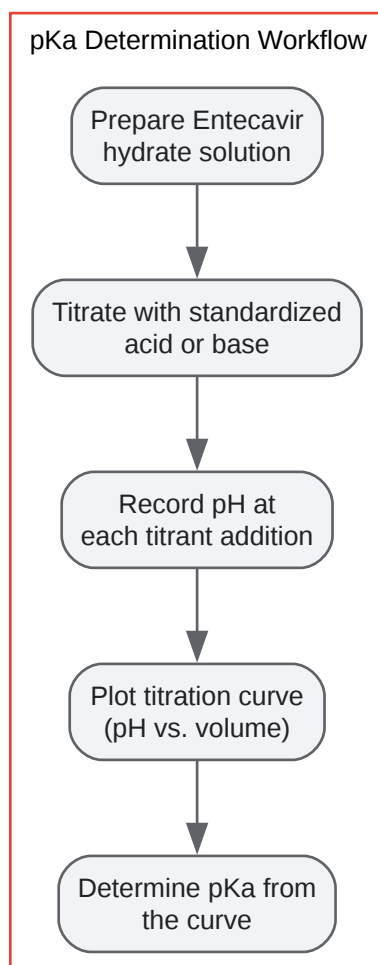 pKa Determination Workflow
Prepare Entecavir
hydrate solution
Titrate with standardized
acid or base
Record pH at
each titrant addition
Plot titration curve
(pH vs. volume)
Determine pKa from
the curve